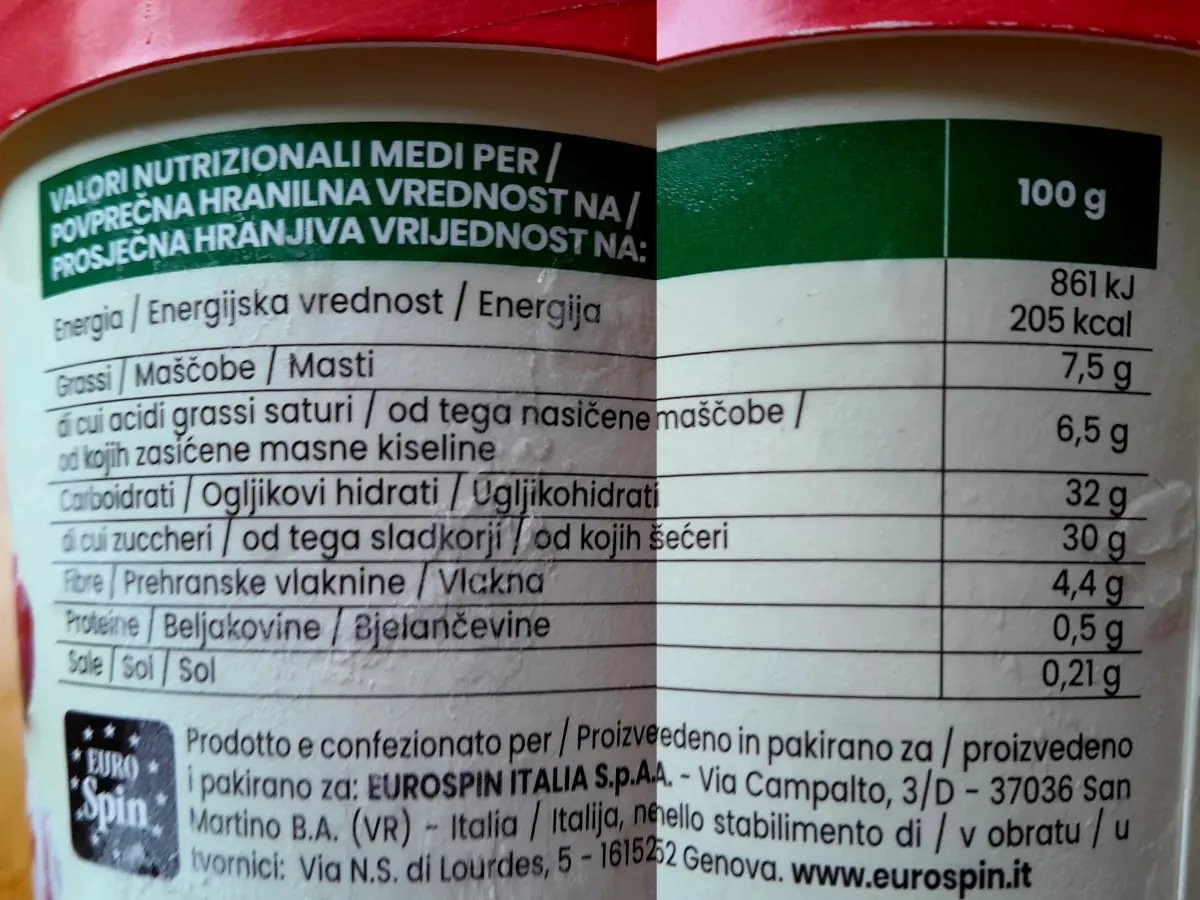 VALORI NUTRIZIONALI MEDI PER /
POVPREČNA HRANILNA VREDNOST NA /
PROSJEČNA HRANJIVA VRIJEDNOST NA:
100 g
Energia / Energijska vrednost / Energija
861 kJ
205 kcal
Grassi / Maščobe / Masti
7,5 g
di cui acidi grassi saturi / od tega nasičene maščobe /
od kojih zasićene masne kiseline
6,5 g
Carboidrati / Ogljikovi hidrati / Ugljikohidrati
32 g
di cui zuccheri / od tega sladkorji / od kojih šećeri
30 g
Fibre / Prehranske vlaknine / Vlakna
4,4 g
Proteine / Beljakovine / Bjelančevine
0,5 g
Sale / Sol / Sol
0,21 g
EURO
Spin
Prodotto e confezionato per / Proizvedeno in pakirano za / proizvedeno
i pakirano za: EUROSPIN ITALIA S.p.A. - Via Campalto, 3/D - 37036 San
Martino B.A. (VR) - Italia / Italija, nello stabilimento di / v obratu / u
tvornici: Via N.S. di Lourdes, 5 - 16152 Genova. www.eurospin.it